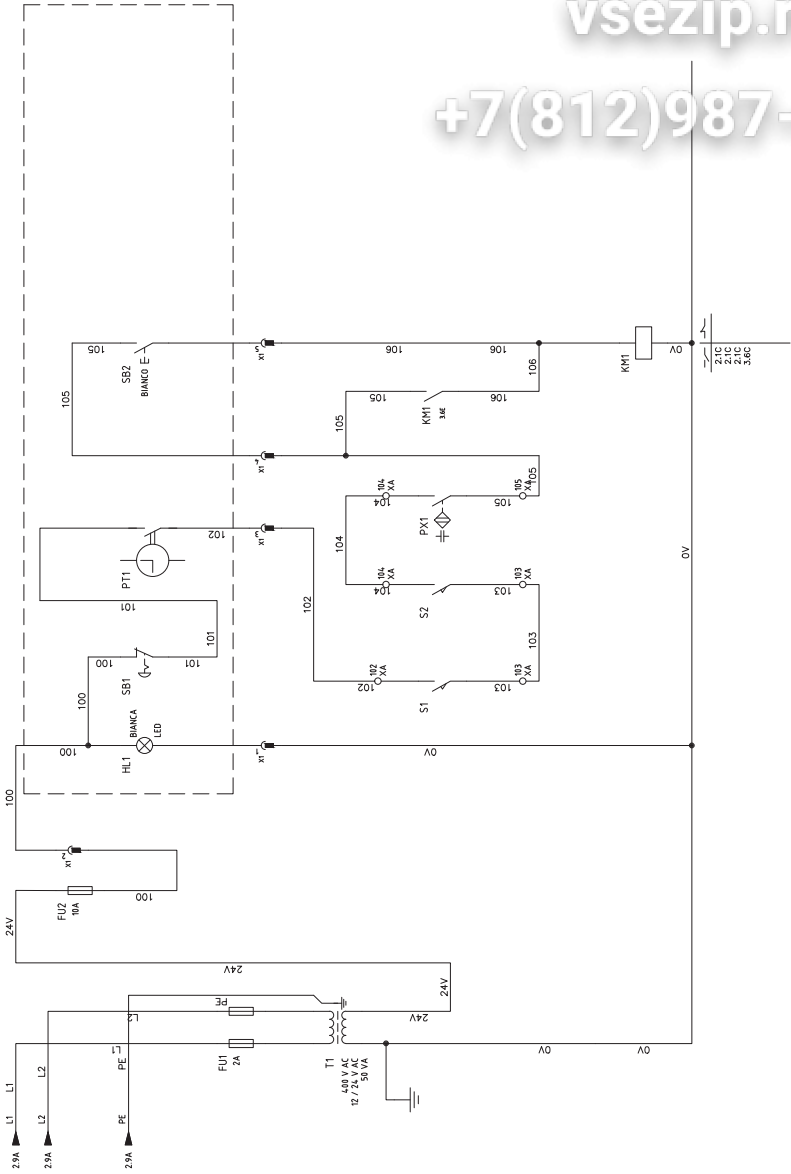 vsezip.r
+7(812)987-
105
SB2
BIANCO
105
X1
5
106
106
106
KM1
0V
2.1C
2.1C
2.1C
3.6C
105
105
KM1
3.6E
106
X1
4
105
104
XA
104
PX1
105
105
XA
104
PT1
102
X1
3
101
101
102
104
XA
104
S2
103
103
XA
103
0V
100
SB1
101
100
102
XA
102
S1
103
103
XA
100
HL1
BIANCA
LED
X1
1
0V
100
X1
2
FU2
10A
100
24V
24V
24V
24V
PE
L2
L1
FU1
2A
T1
400 V AC
12 / 24 V AC
50 VA
0V
0V
L1
L1
2.9A
L2
L2
2.9A
PE
PE
2.9A